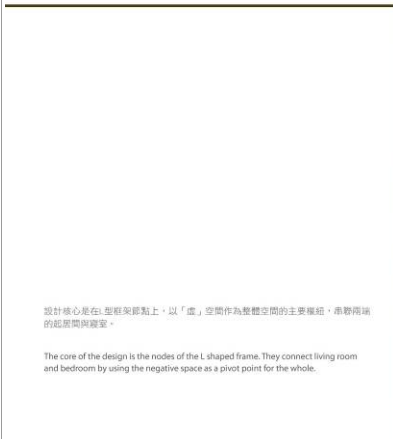 設計核心是在L型框架節點上，以「虛」空間作為整體空間的主要樞紐，串聯兩端
的起居間與寢室。
The core of the design is the nodes of the L shaped frame. They connect living room
and bedroom by using the negative space as a pivot point for the whole.